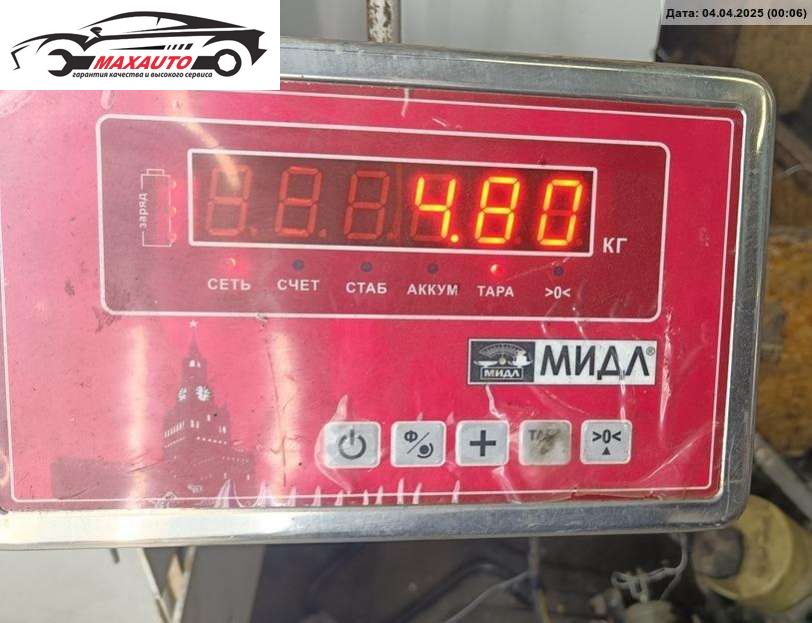 Дата: 04.04.2025 (00:06)
MAXAUTO
гарантия качества и высокого сервиса
заряд
4.80
КГ
СЕТЬ СЧЕТ СТАБ АККУМ ТАРА >0<
МИДЛ МИДЛ®
Ф + >0<